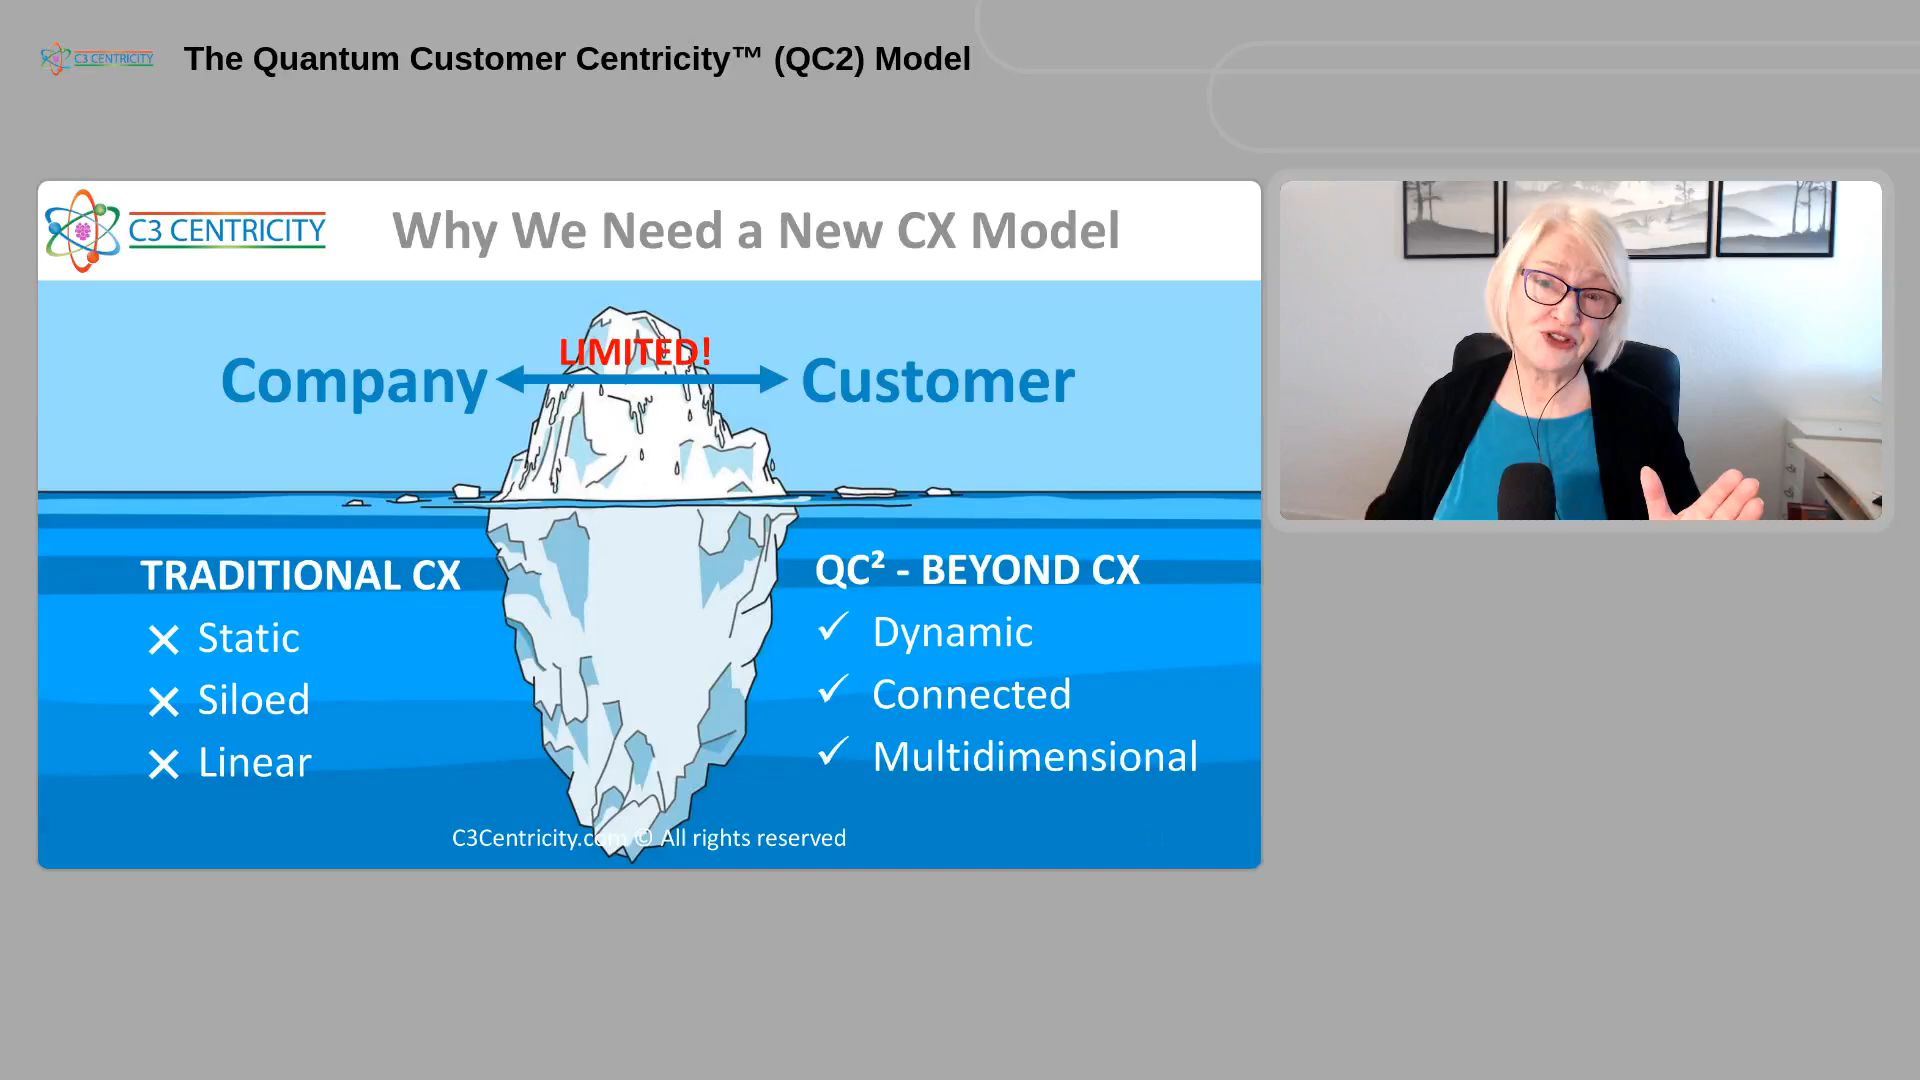 C3 CENTRICITY
The Quantum Customer Centricity™ (QC2) Model
C3 CENTRICITY
Why We Need a New CX Model
LIMITED!
Company
Customer
TRADITIONAL CX
Static
Siloed
Linear
QC² - BEYOND CX
Dynamic
Connected
Multidimensional
C3Centricity.com © All rights reserved